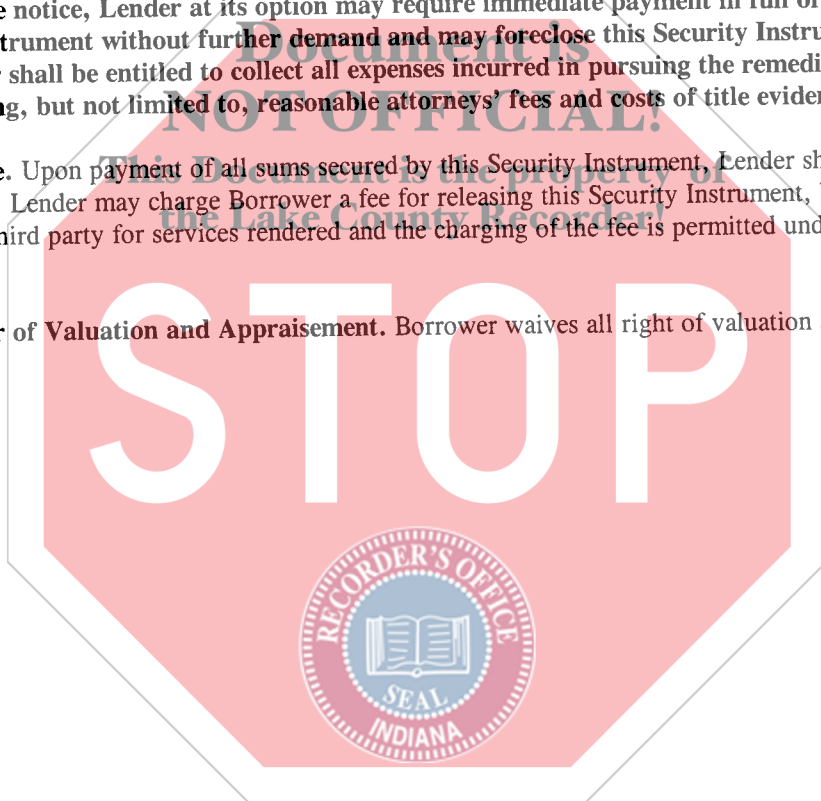 notice, Lender at its option may require immediate payment in full of
trument without further demand and may foreclose this Security Instru
shall be entitled to collect all expenses incurred in pursuing the remedi
ng, but not limited to, reasonable attorneys' fees and costs of title eviden
e. Upon payment of all sums secured by this Security Instrument, Lender sh
Lender may charge Borrower a fee for releasing this Security Instrument,
hird party for services rendered and the charging of the fee is permitted und
r of Valuation and Appraisement. Borrower waives all right of valuation
Document is
NOT OFFICIAL!
This Document is the property of
the Lake County Recorder!
STOP
RECORDER'S OFFICE
SEAL
INDIANA